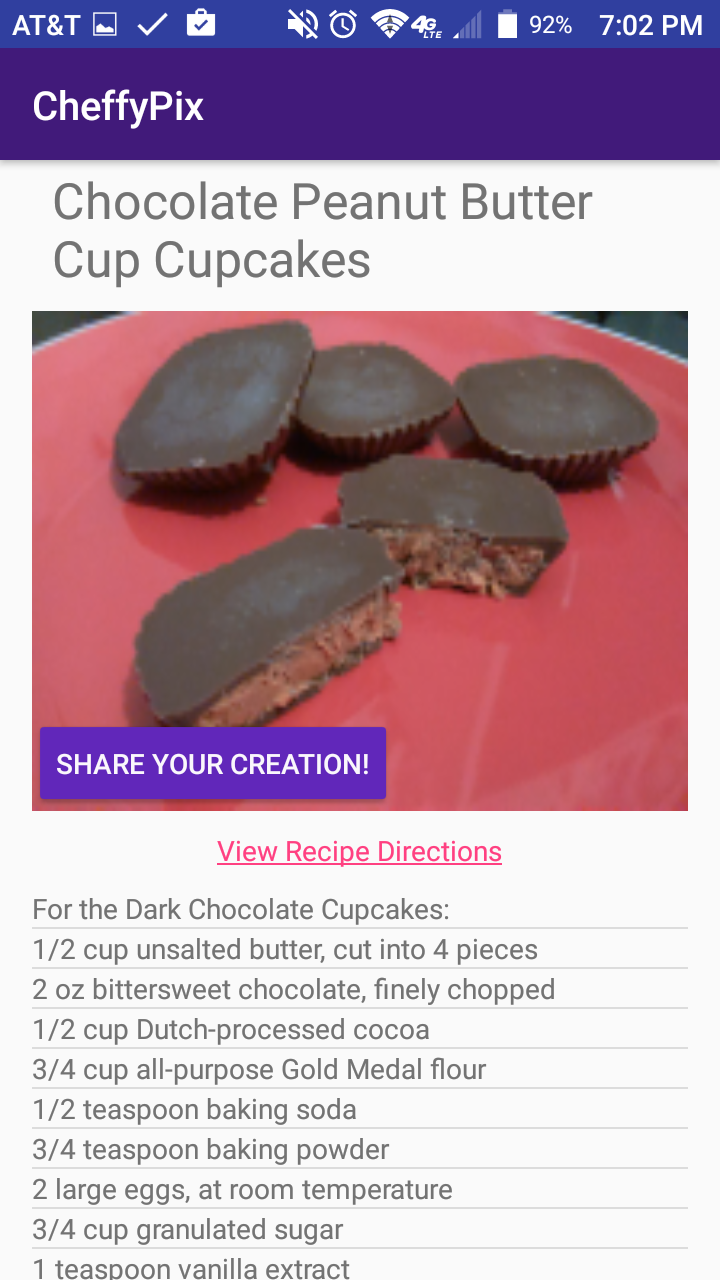 AT&T 4G LTE 92% 7:02 PM
CheffyPix
Chocolate Peanut Butter
Cup Cupcakes
SHARE YOUR CREATION!
View Recipe Directions
For the Dark Chocolate Cupcakes:
1/2 cup unsalted butter, cut into 4 pieces
2 oz bittersweet chocolate, finely chopped
1/2 cup Dutch-processed cocoa
3/4 cup all-purpose Gold Medal flour
1/2 teaspoon baking soda
3/4 teaspoon baking powder
2 large eggs, at room temperature
3/4 cup granulated sugar
1 teaspoon vanilla extract